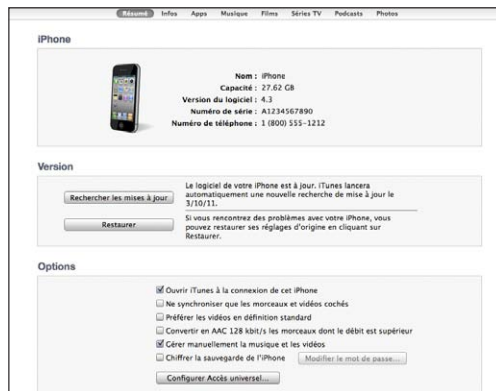 Résumé Infos Apps Musique Films Séries TV Podcasts Photos
iPhone
Nom : iPhone
Capacité : 27.62 GB
Version du logiciel : 4.3
Numéro de série : A1234567890
Numéro de téléphone : 1 (800) 555-1212
Version
Rechercher les mises à jour
Le logiciel de votre iPhone est à jour. iTunes lancera
automatiquement une nouvelle recherche de mise à jour le
3/10/11.
Restaurer
Si vous rencontrez des problèmes avec votre iPhone, vous
pouvez restaurer ses réglages d'origine en cliquant sur
Restaurer.
Options
Ouvrir iTunes à la connexion de cet iPhone
Ne synchroniser que les morceaux et vidéos cochés
Préférer les vidéos en définition standard
Convertir en AAC 128 kbit/s les morceaux dont le débit est supérieur
Gérer manuellement la musique et les vidéos
Chiffrer la sauvegarde de l'iPhone Modifier le mot de passe...
Configurer Accès universel...